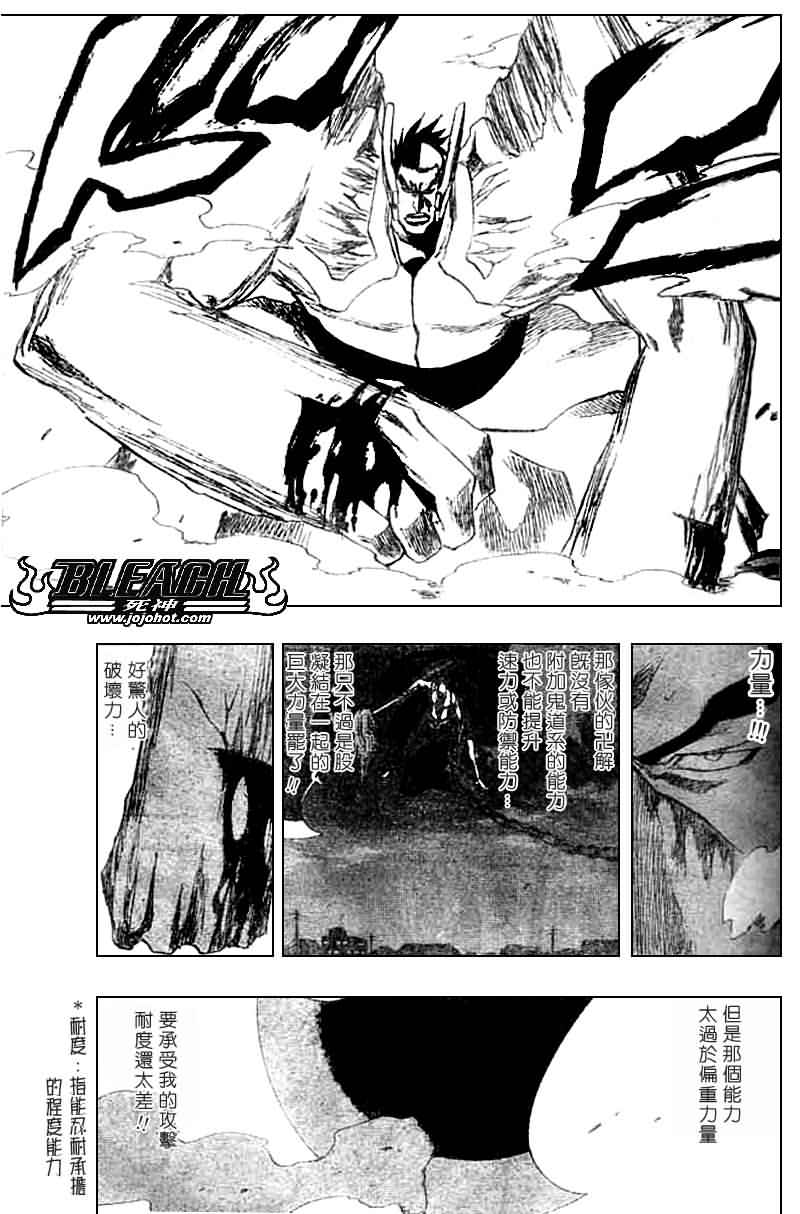 ドン
BLEACH
死神
www.jojohot.com
力量…!!!
那傢伙的卍解
既沒有
附加鬼道系的能力
也不能提升
速力或防禦能力…
那只不過是股
凝結在一起的
巨大力量罷了!!
好驚人的.
破壞力…
但是那個能力
太過於偏重力量
要承受我的攻擊
耐度還太差!!
*耐度：指能忍耐承擔
的程度能力